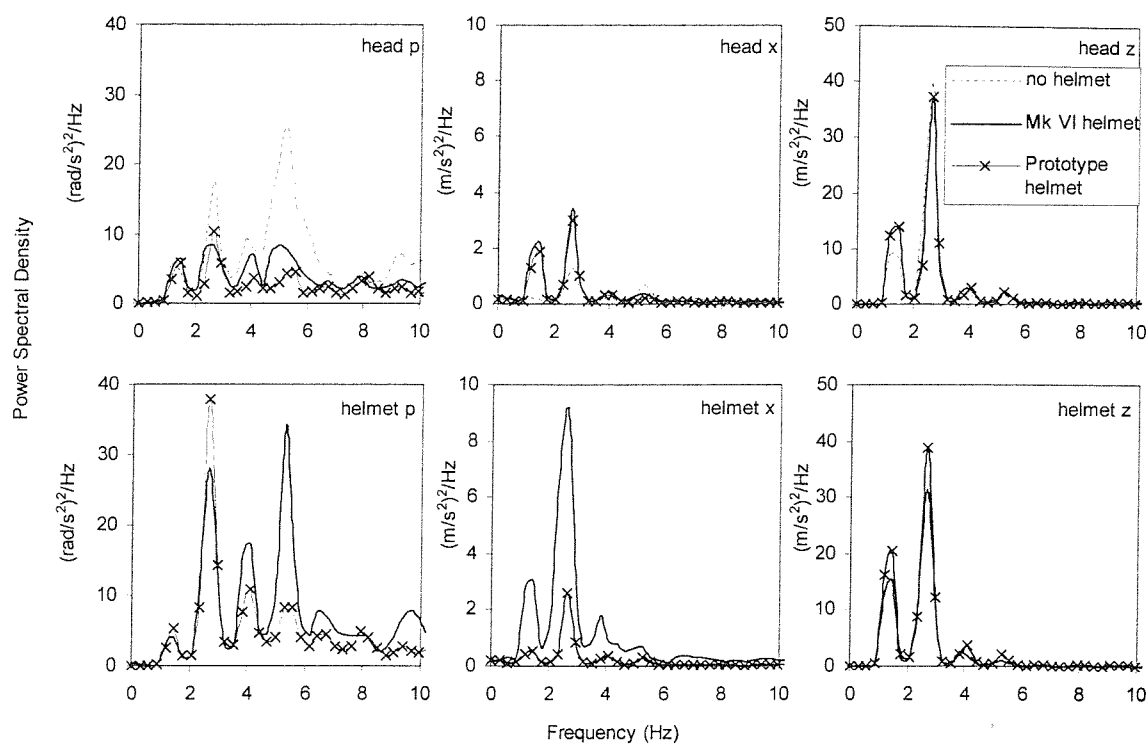 Power Spectral Density
(rad/s²)²/Hz
40
30
20
10
0
head p
0 2 4 6 8 10
(m/s²)²/Hz
10
8
6
4
2
0
head x
0 2 4 6 8 10
(m/s²)²/Hz
50
40
30
20
10
0
head z
no helmet
Mk VI helmet
Prototype
helmet
0 2 4 6 8 10
(rad/s²)²/Hz
40
30
20
10
0
helmet p
0 2 4 6 8 10
(m/s²)²/Hz
10
8
6
4
2
0
helmet x
0 2 4 6 8 10
(m/s²)²/Hz
50
40
30
20
10
0
helmet z
0 2 4 6 8 10
Frequency (Hz)